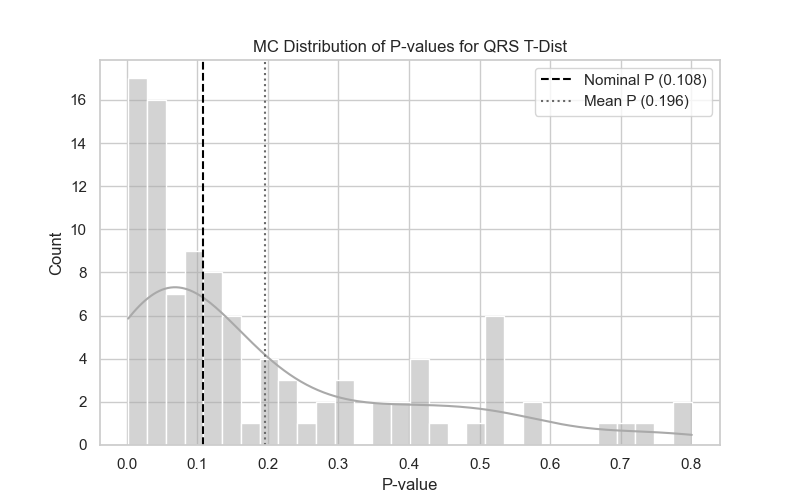 MC Distribution of P-values for QRS T-Dist
Nominal P (0.108)
Mean P (0.196)
Count
16
14
12
10
8
6
4
2
0
0.0 0.1 0.2 0.3 0.4 0.5 0.6 0.7 0.8
P-value